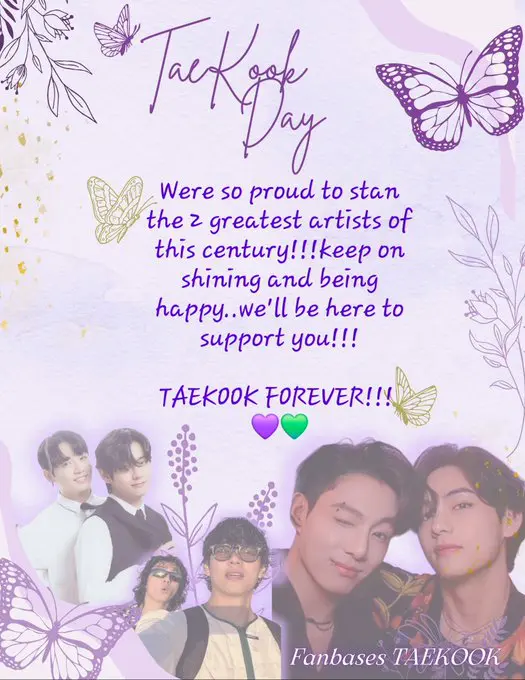 TaeKook
Day
Were so proud to stan
the 2 greatest artists of
this century!!!keep on
shining and being
happy..we'll be here to
support you!!!
TAEKOOK FOREVER!!!
💜💚
Fanbases TAEKOOK